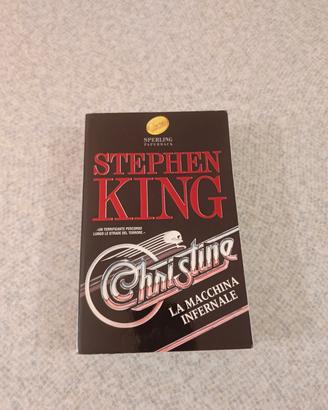 SPERLING
PAPERBACK
STEPHEN
KING
«UN TERRIFICANTE PERCORSO
LUNGO LE STRADE DEL TERRORE.»
Christine
LA MACCHINA
INFERNALE